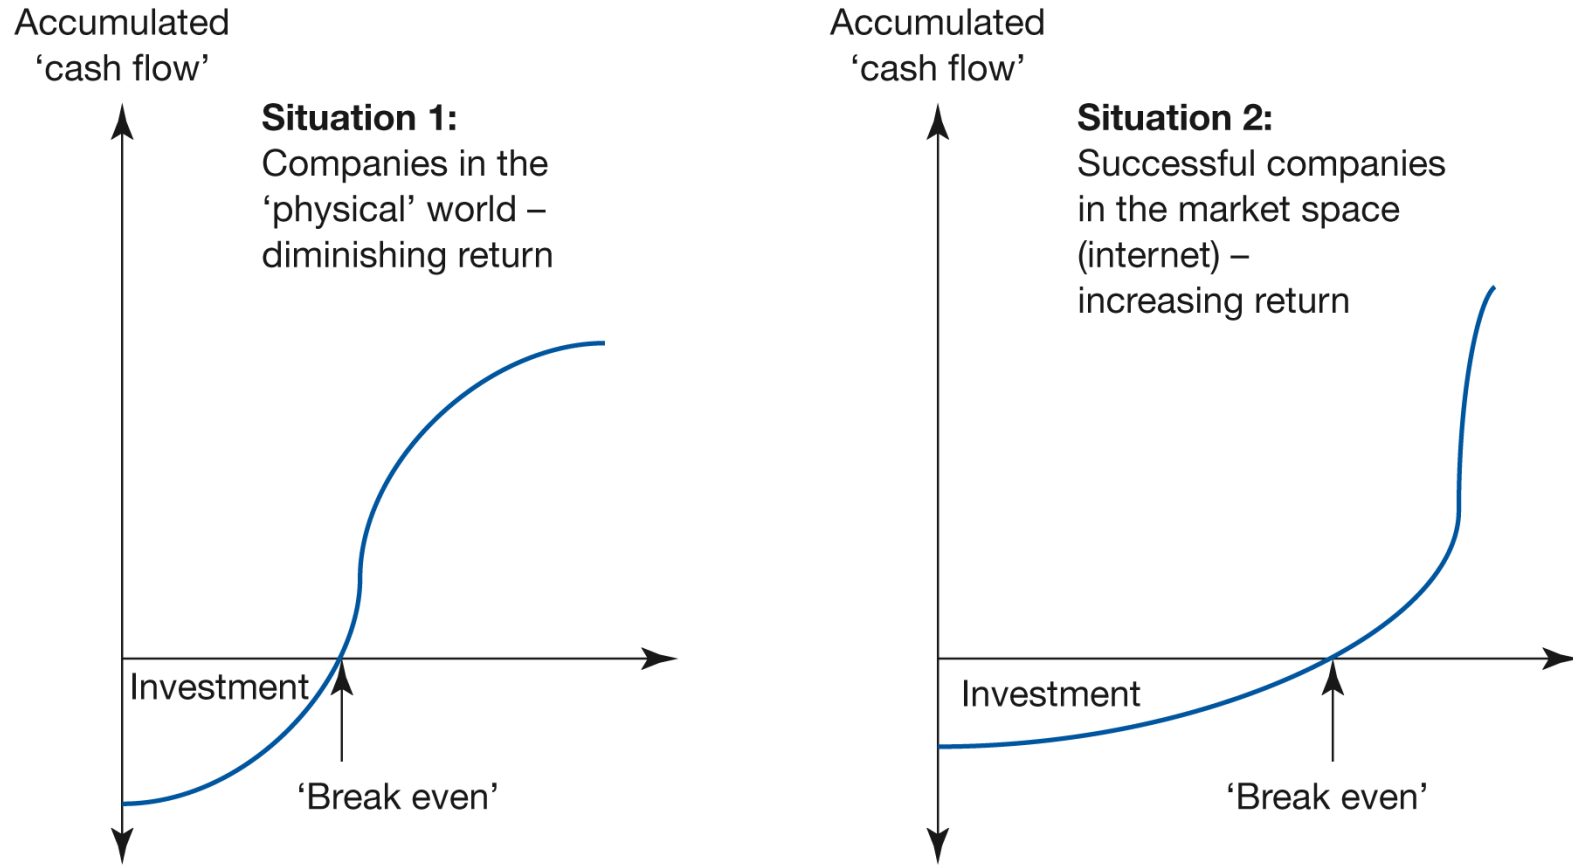 Accumulated
‘cash flow’
Situation 1:
Companies in the
‘physical’ world –
diminishing return
Investment
‘Break even’
Accumulated
‘cash flow’
Situation 2:
Successful companies
in the market space
(internet) –
increasing return
Investment
‘Break even’